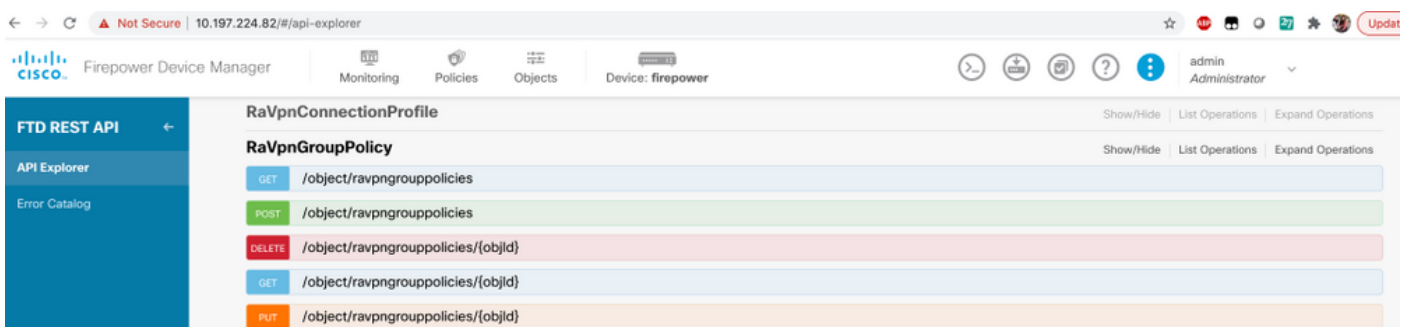 Not Secure | 10.197.224.82/#/api-explorer
ABP 27 Updat
CISCO. Firepower Device Manager Monitoring Policies Objects Device: firepower admin
Administrator
FTD REST API
API Explorer
Error Catalog
RaVpnConnectionProfile Show/Hide | List Operations | Expand Operations
RaVpnGroupPolicy Show/Hide | List Operations | Expand Operations
GET /object/ravpngrouppolicies
POST /object/ravpngrouppolicies
DELETE /object/ravpngrouppolicies/{objId}
GET /object/ravpngrouppolicies/{objId}
PUT /object/ravpngrouppolicies/{objId}